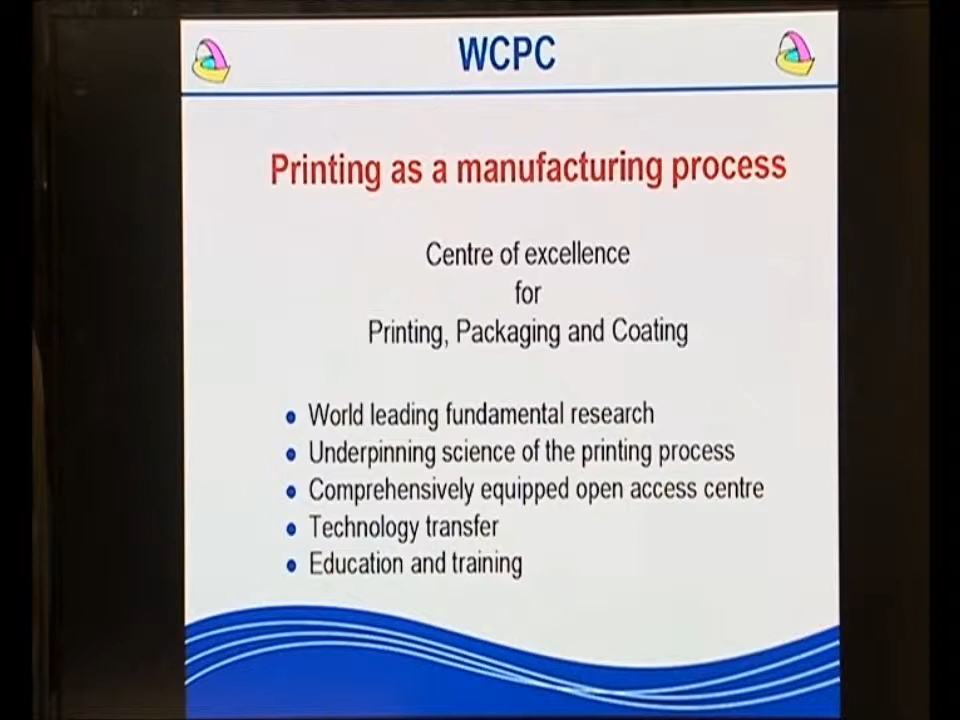 WCPC
Printing as a manufacturing process
Centre of excellence
for
Printing, Packaging and Coating
World leading fundamental research
Underpinning science of the printing process
Comprehensively equipped open access centre
Technology transfer
Education and training